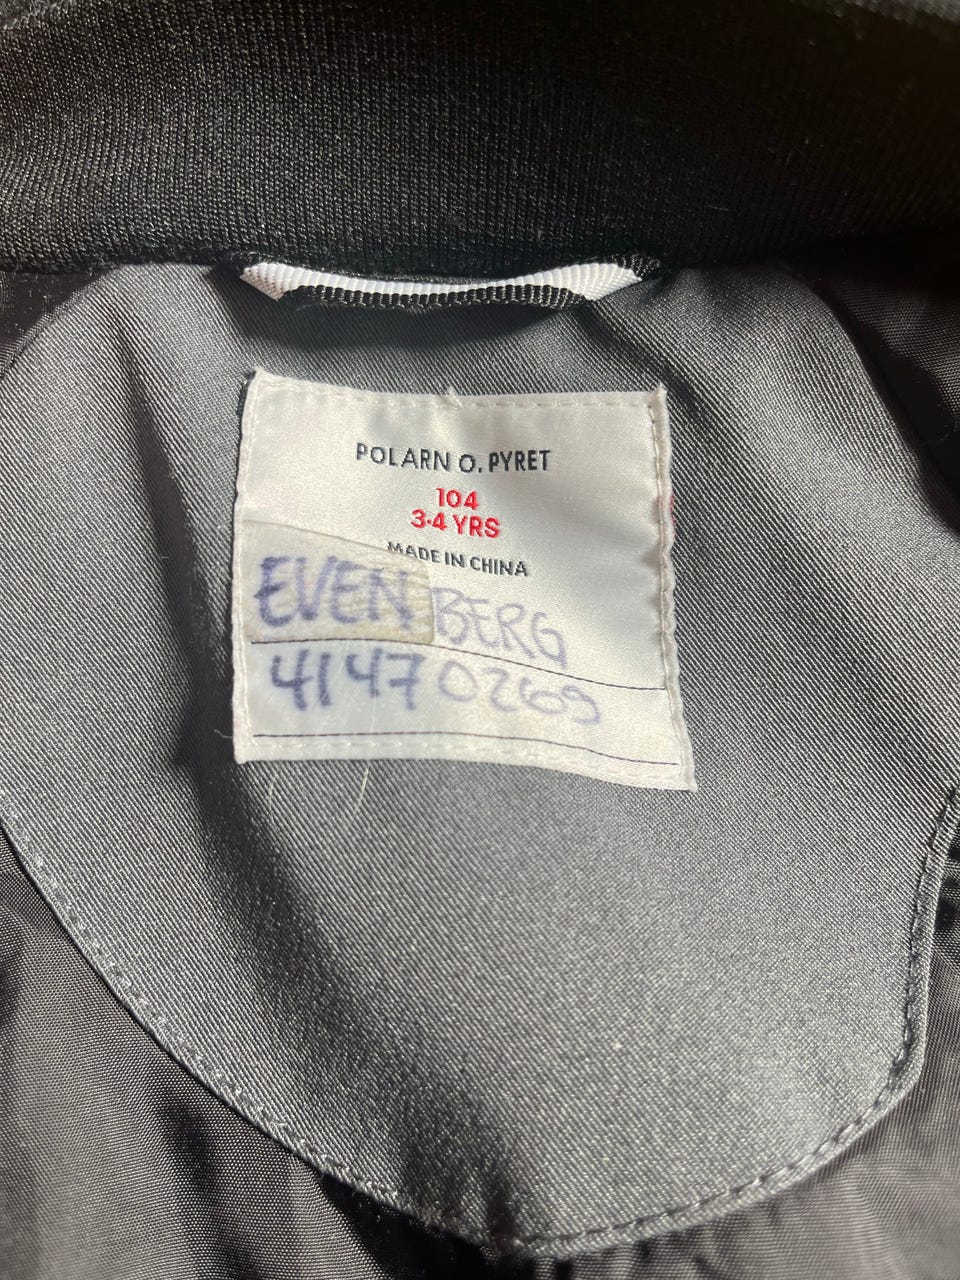 POLARN O. PYRET
104
3-4 YRS
MADE IN CHINA
EVEN BERG
41470269